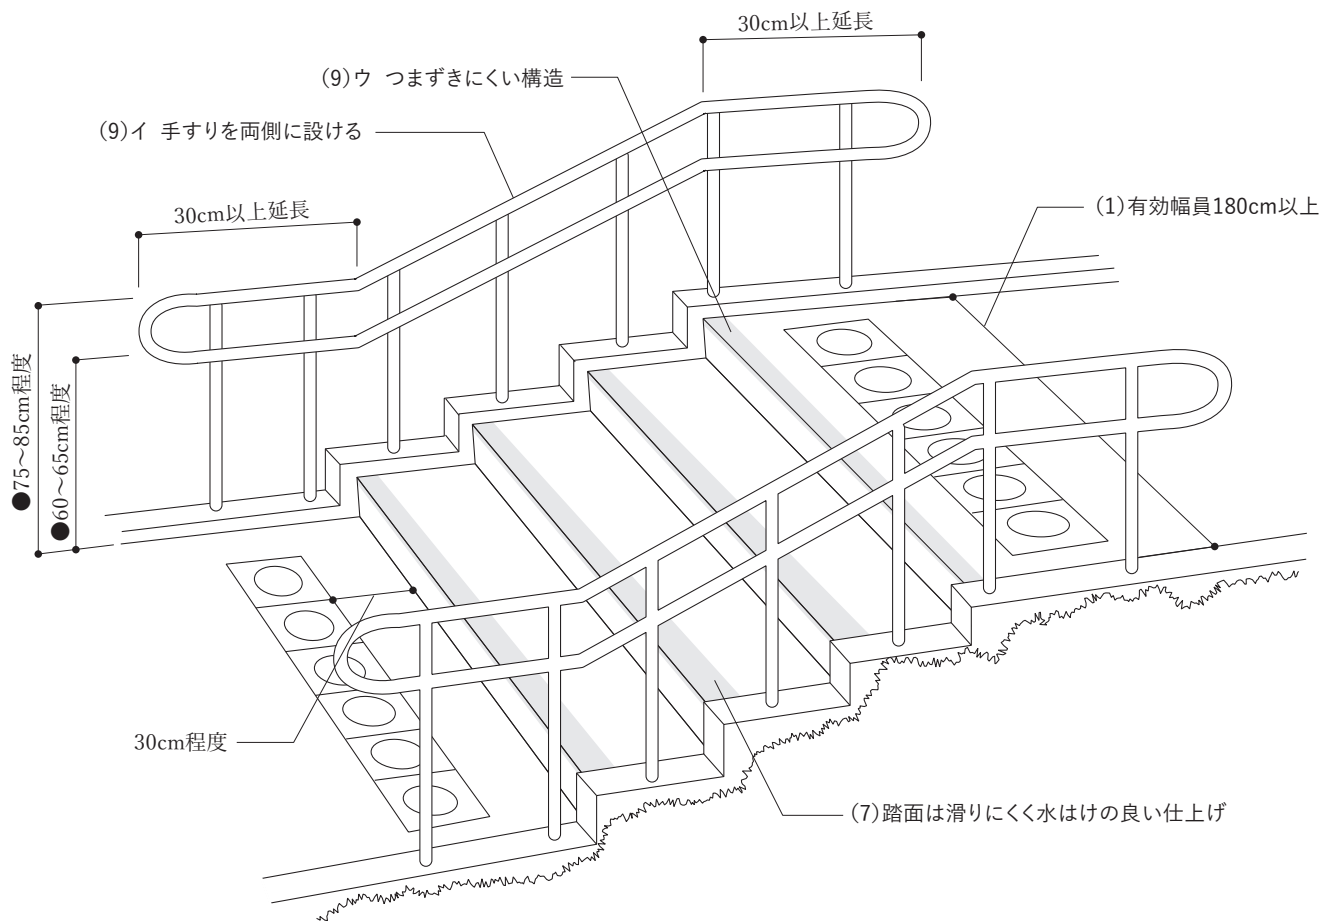 30cm以上延長
(9)ウ つまずきにくい構造
(9)イ 手すりを両側に設ける
30cm以上延長
(1)有効幅員180cm以上
●75～85cm程度
●60～65cm程度
30cm程度
(7)踏面は滑りにくく水はけの良い仕上げ